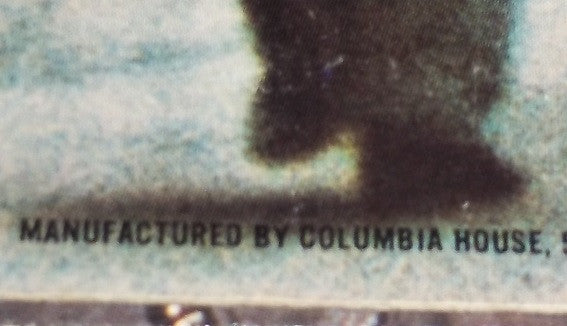 MANUFACTURED BY COLUMBIA HOUSE,